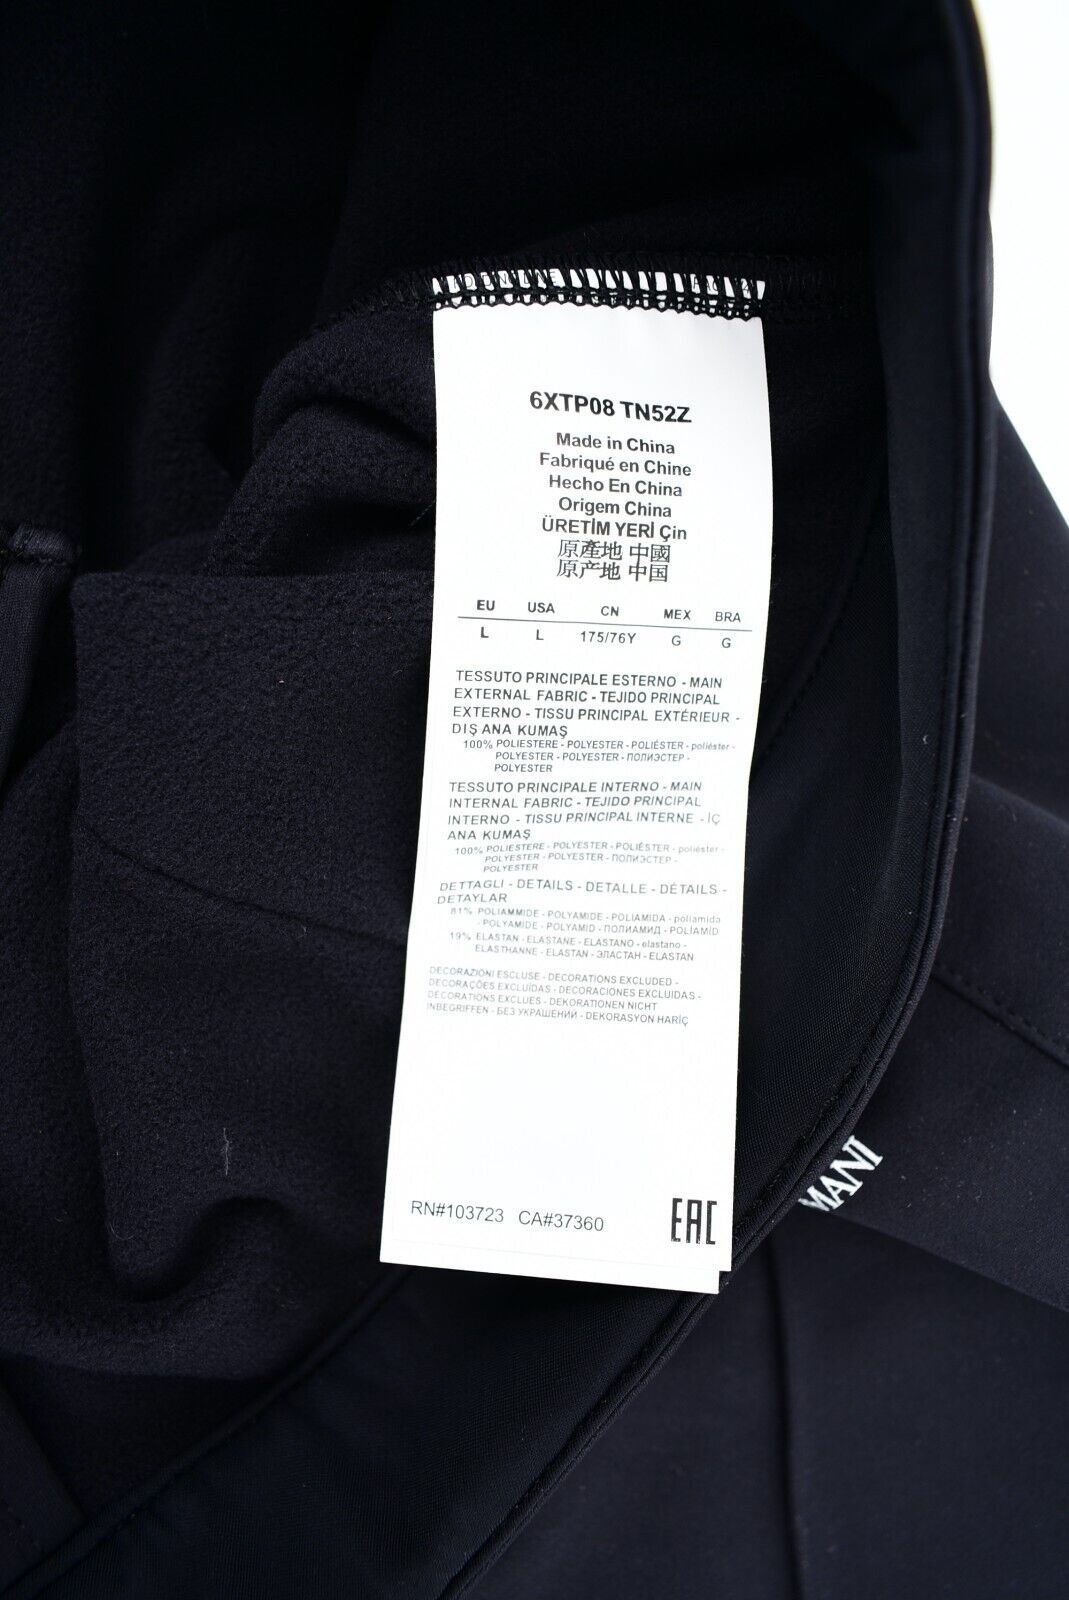 FOLDING LINE
6XTP08 TN52Z
Made in China
Fabriqué en Chine
Hecho En China
Origem China
ÜRETİM YERİ Çin
原產地 中國
原产地 中国
EU USA CN MEX BRA
L L 175/76Y G G
TESSUTO PRINCIPALE ESTERNO - MAIN
EXTERNAL FABRIC - TEJIDO PRINCIPAL
EXTERNO - TISSU PRINCIPAL EXTÉRIEUR -
DIŞ ANA KUMAŞ
100% POLIESTERE - POLYESTER - POLIÉSTER - poliéster -
POLYESTER - POLYESTER - ПОЛИЭСТЕР -
POLYESTER
TESSUTO PRINCIPALE INTERNO - MAIN
INTERNAL FABRIC - TEJIDO PRINCIPAL
INTERNO - TISSU PRINCIPAL INTERNE - İÇ
ANA KUMAŞ
100% POLIESTERE - POLYESTER - POLIÉSTER - poliéster -
POLYESTER - POLYESTER - ПОЛИЭСТЕР -
POLYESTER
DETTAGLI - DETAILS - DETALLE - DÉTAILS -
DETAYLAR
81% POLIAMMIDE - POLYAMIDE - POLIAMIDA - poliamida
- POLYAMIDE - POLYAMID - ПОЛИАМИД - POLİAMİD
19% ELASTAN - ELASTANE - ELASTANO - elastano -
ELASTHANNE - ELASTAN - ЭЛАСТАН - ELASTAN
DECORAZIONI ESCLUSE - DECORATIONS EXCLUDED -
DECORAÇÕES EXCLUÍDAS - DECORACIONES EXCLUIDAS -
DECORATIONS EXCLUES - DEKORATIONEN NICHT
INBEGRIFFEN - БЕЗ УКРАШЕНИЙ - DEKORASYON HARİÇ
RN#103723 CA#37360
EAC
MANI